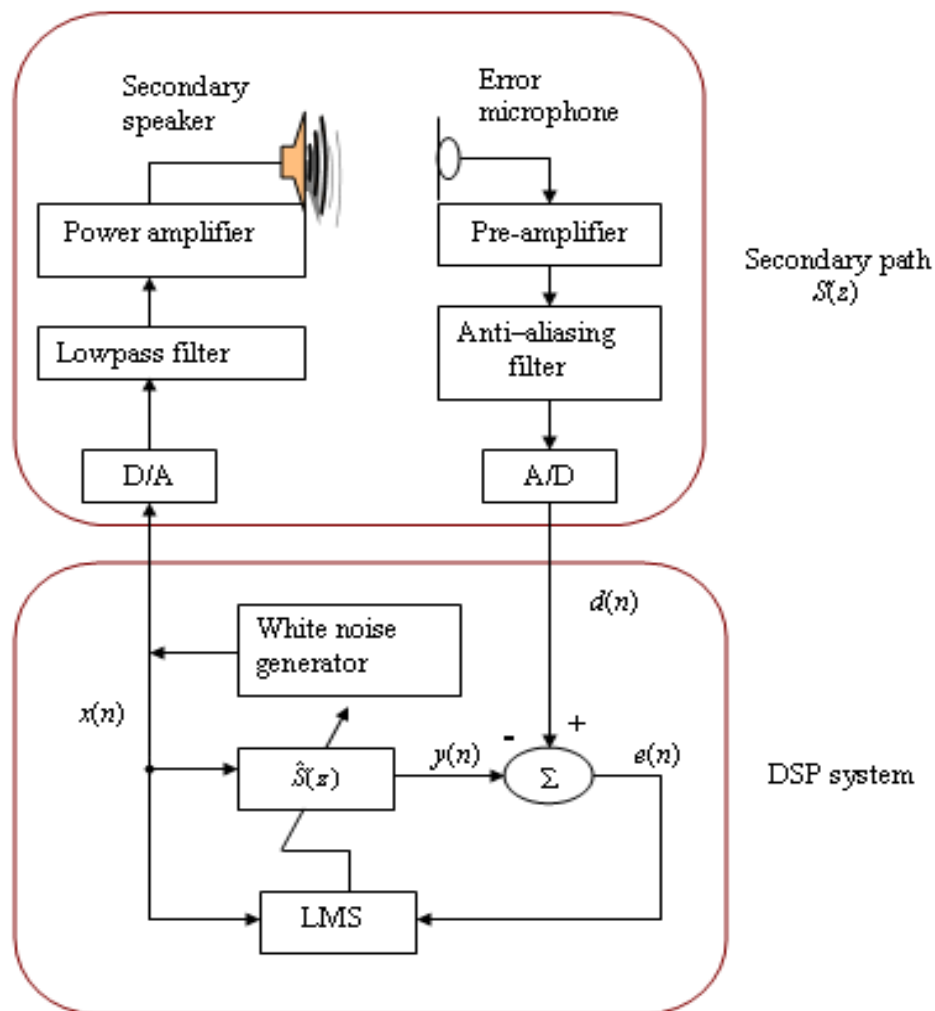 Secondary
speaker
Error
microphone
Power amplifier
Pre-amplifier
Secondary path
S(z)
Lowpass filter
Anti–aliasing
filter
D/A
A/D
d(n)
White noise
generator
x(n)
- +
Ŝ(z)
y(n)
Σ
e(n)
DSP system
LMS